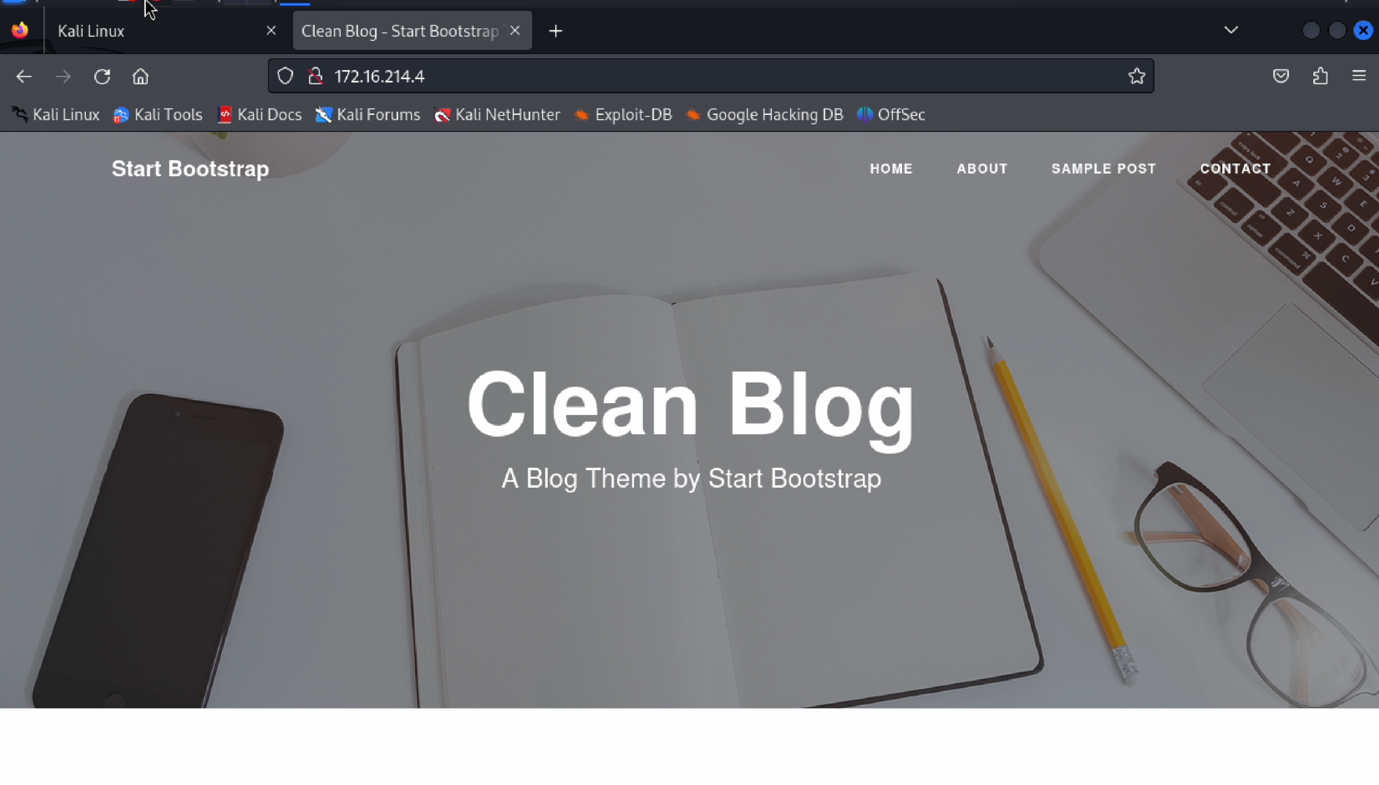 Kali Linux
Clean Blog - Start Bootstrap
172.16.214.4
Kali Linux Kali Tools Kali Docs Kali Forums Kali NetHunter Exploit-DB Google Hacking DB OffSec
Start Bootstrap HOME ABOUT SAMPLE POST CONTACT
Clean Blog
A Blog Theme by Start Bootstrap